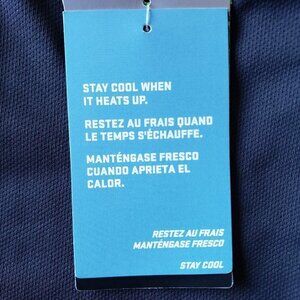 STAY COOL WHEN
IT HEATS UP.
RESTEZ AU FRAIS QUAND
LE TEMPS S'ÉCHAUFFE.
MANTÉNGASE FRESCO
CUANDO APRIETA EL
CALOR.
RESTEZ AU FRAIS
MANTÉNGASE FRESCO
STAY COOL